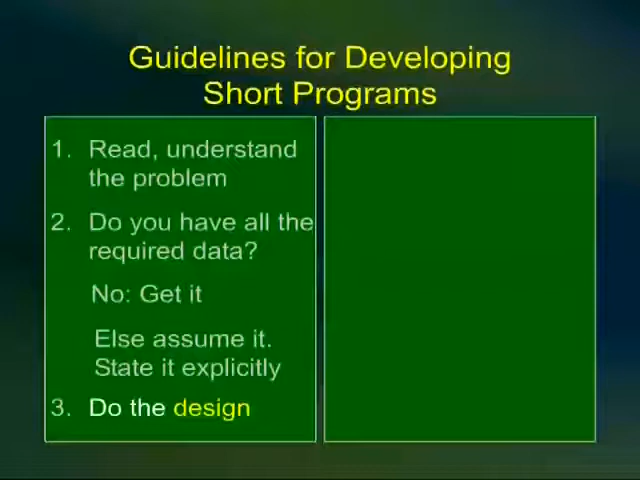 Guidelines for Developing
Short Programs
1. Read, understand
the problem
2. Do you have all the
required data?
No: Get it
Else assume it.
State it explicitly
3. Do the design